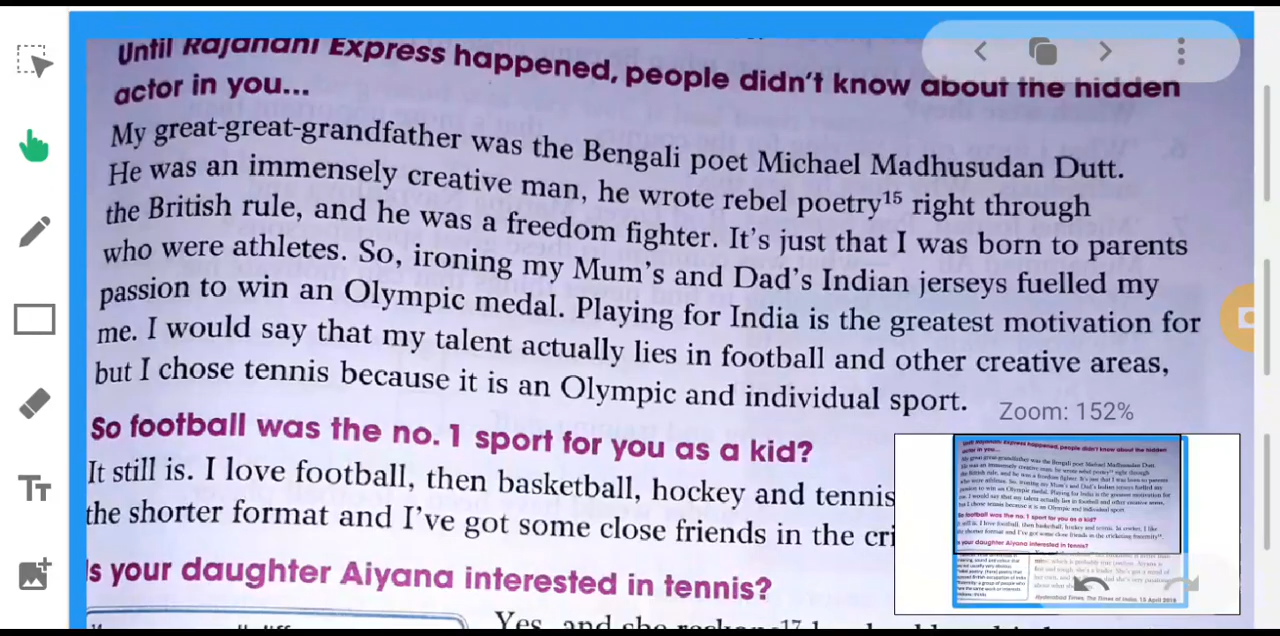 Until Rajdhani Express happened, people didn't know about the hidden
actor in you...
My great-great-grandfather was the Bengali poet Michael Madhusudan Dutt.
He was an immensely creative man, he wrote rebel poetry15 right through
the British rule, and he was a freedom fighter. It's just that I was born to parents
who were athletes. So, ironing my Mum's and Dad's Indian jerseys fuelled my
passion to win an Olympic medal. Playing for India is the greatest motivation for
me. I would say that my talent actually lies in football and other creative areas,
but I chose tennis because it is an Olympic and individual sport.
Zoom: 152%
So football was the no. 1 sport for you as a kid?
It still is. I love football, then basketball, hockey and tennis
the shorter format and I've got some close friends in the cri
Is your daughter Aiyana interested in tennis?
Yes, and she
Tт